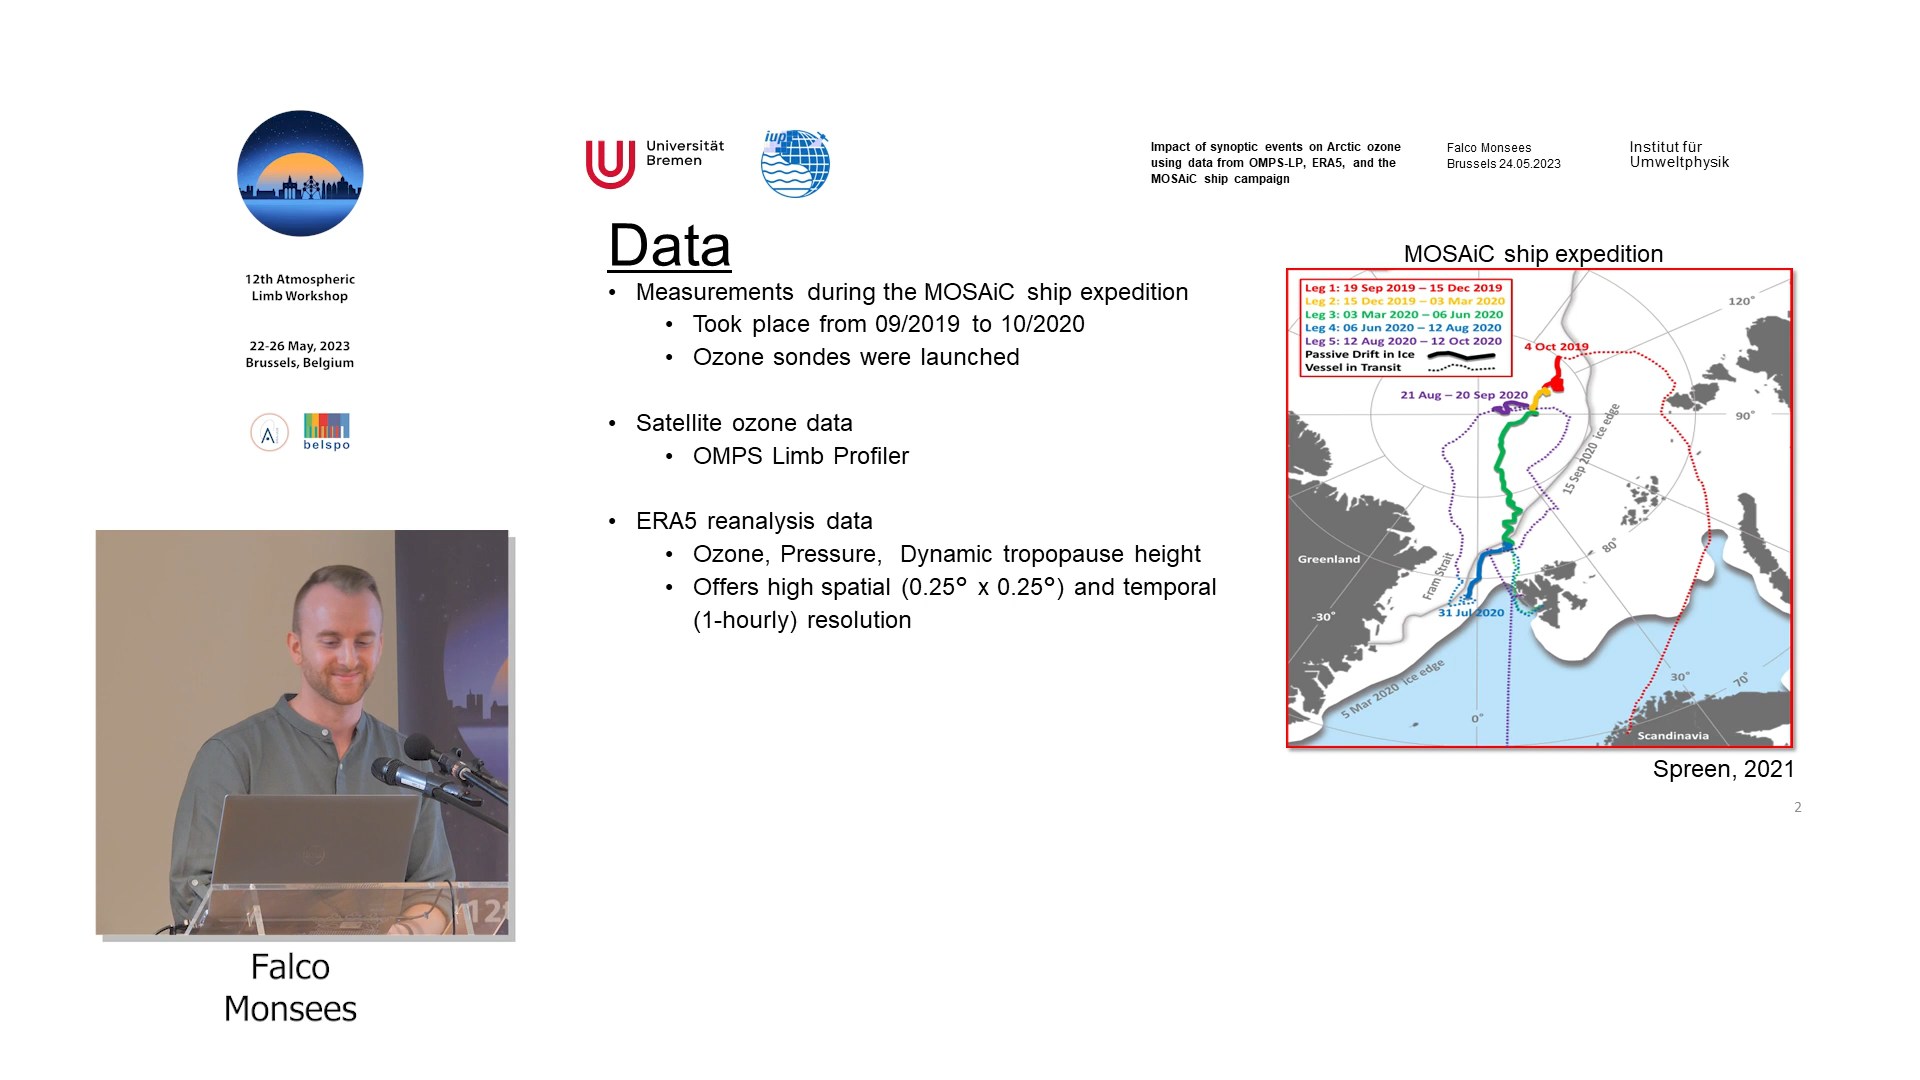 12th Atmospheric
Limb Workshop
22-26 May, 2023
Brussels, Belgium
A
belspo
Universität
Bremen
iup
Impact of synoptic events on Arctic ozone
using data from OMPS-LP, ERA5, and the
MOSAiC ship campaign
Falco Monsees
Brussels 24.05.2023
Institut für
Umweltphysik
Data
• Measurements during the MOSAiC ship expedition
• Took place from 09/2019 to 10/2020
• Ozone sondes were launched
• Satellite ozone data
• OMPS Limb Profiler
• ERA5 reanalysis data
• Ozone, Pressure, Dynamic tropopause height
• Offers high spatial (0.25° x 0.25°) and temporal
(1-hourly) resolution
MOSAiC ship expedition
Leg 1: 19 Sep 2019 – 15 Dec 2019
Leg 2: 15 Dec 2019 – 03 Mar 2020
Leg 3: 03 Mar 2020 – 06 Jun 2020
Leg 4: 06 Jun 2020 – 12 Aug 2020
Leg 5: 12 Aug 2020 – 12 Oct 2020
Passive Drift in Ice
Vessel in Transit
120°
4 Oct 2019
21 Aug – 20 Sep 2020
90°
15 Sep 2020 ice edge
80°
Greenland
Fram Strait
-30°
31 Jul 2020
5 Mar 2020 ice edge
30°
70°
0°
Scandinavia
Spreen, 2021
2
12t
Falco
Monsees